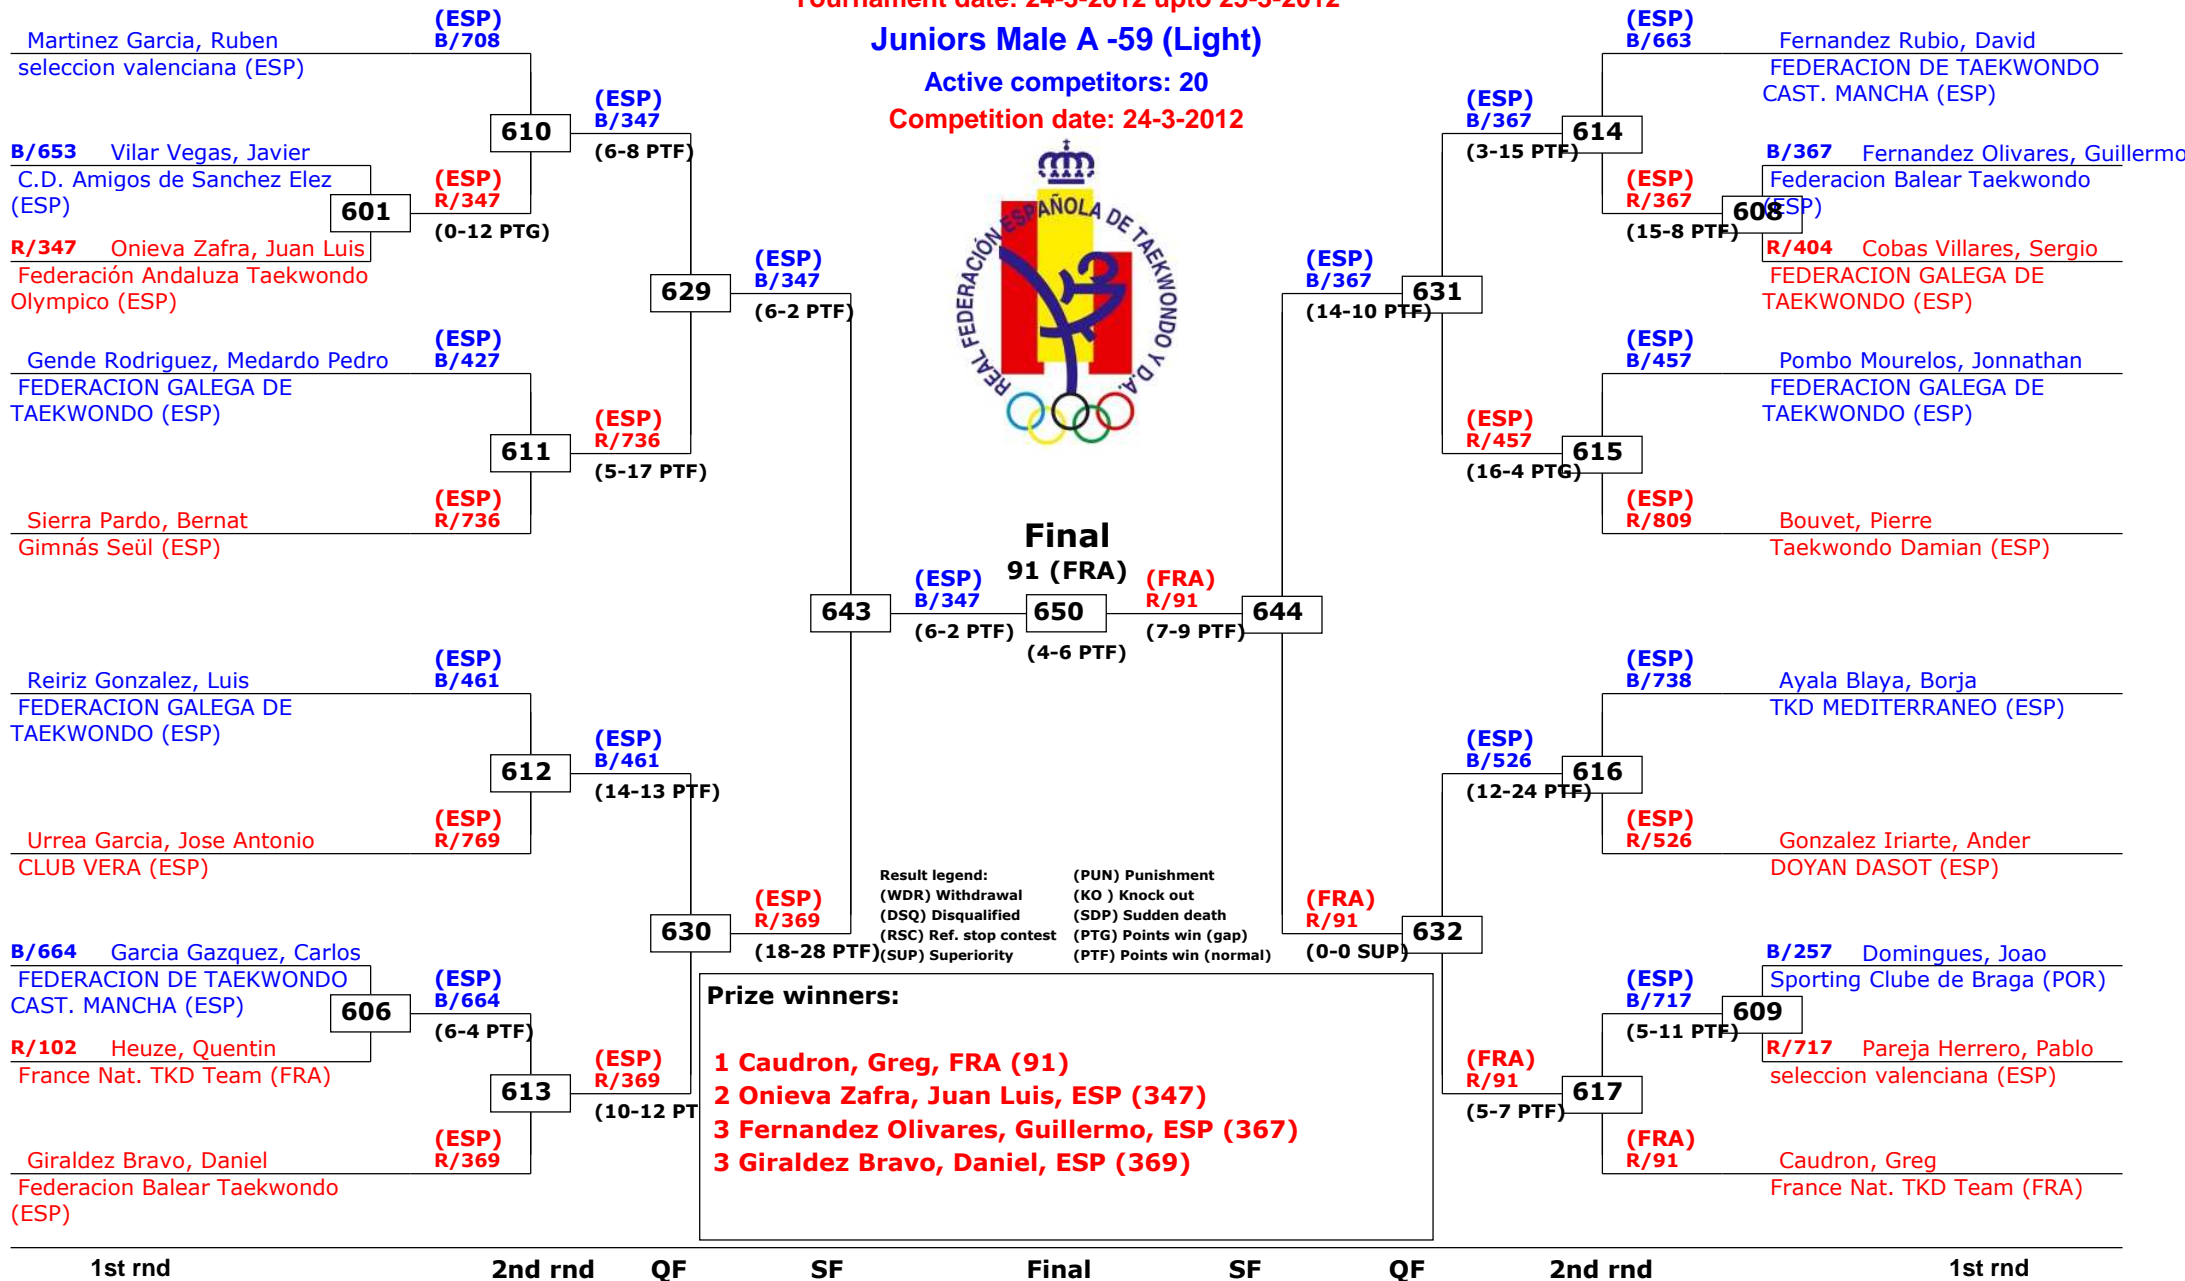 Tournament date: 24-3-2012 upto 25-3-2012
Juniors Male A -59 (Light)
Active competitors: 20
Competition date: 24-3-2012
REAL FEDERACIÓN ESPAÑOLA DE TAEKWONDO Y D.A.
Martinez Garcia, Ruben
seleccion valenciana (ESP)
(ESP)
B/708
B/653 Vilar Vegas, Javier
C.D. Amigos de Sanchez Elez
(ESP)
601
R/347 Onieva Zafra, Juan Luis
Federación Andaluza Taekwondo
Olympico (ESP)
(ESP)
R/347
(0-12 PTG)
610
(ESP)
B/347
(6-8 PTF)
Gende Rodriguez, Medardo Pedro
FEDERACION GALEGA DE
TAEKWONDO (ESP)
(ESP)
B/427
611
Sierra Pardo, Bernat
Gimnás Seül (ESP)
(ESP)
R/736
(ESP)
R/736
(5-17 PTF)
629
(ESP)
B/347
(6-2 PTF)
Reiriz Gonzalez, Luis
FEDERACION GALEGA DE
TAEKWONDO (ESP)
(ESP)
B/461
612
Urrea Garcia, Jose Antonio
CLUB VERA (ESP)
(ESP)
R/769
(ESP)
B/461
(14-13 PTF)
B/664 Garcia Gazquez, Carlos
FEDERACION DE TAEKWONDO
CAST. MANCHA (ESP)
606
R/102 Heuze, Quentin
France Nat. TKD Team (FRA)
(ESP)
B/664
(6-4 PTF)
613
Giraldez Bravo, Daniel
Federacion Balear Taekwondo
(ESP)
(ESP)
R/369
(ESP)
R/369
(10-12 PT
630
(ESP)
R/369
(18-28 PTF)
643
(ESP)
B/347
(6-2 PTF)
Final
91 (FRA)
650
(4-6 PTF)
(FRA)
R/91
(7-9 PTF)
644
(ESP)
B/367
(14-10 PTF)
631
(ESP)
B/367
(3-15 PTF)
614
(ESP)
B/663
Fernandez Rubio, David
FEDERACION DE TAEKWONDO
CAST. MANCHA (ESP)
(ESP)
R/367
(15-8 PTF)
608
B/367 Fernandez Olivares, Guillermo
Federacion Balear Taekwondo
(ESP)
R/404 Cobas Villares, Sergio
FEDERACION GALEGA DE
TAEKWONDO (ESP)
(ESP)
R/457
(16-4 PTG)
615
(ESP)
B/457
Pombo Mourelos, Jonnathan
FEDERACION GALEGA DE
TAEKWONDO (ESP)
(ESP)
R/809
Bouvet, Pierre
Taekwondo Damian (ESP)
(FRA)
R/91
(0-0 SUP)
632
(ESP)
B/526
(12-24 PTF)
616
(ESP)
B/738
Ayala Blaya, Borja
TKD MEDITERRANEO (ESP)
(ESP)
R/526
Gonzalez Iriarte, Ander
DOYAN DASOT (ESP)
(FRA)
R/91
(5-7 PTF)
617
(ESP)
B/717
(5-11 PTF)
609
B/257 Domingues, Joao
Sporting Clube de Braga (POR)
R/717 Pareja Herrero, Pablo
seleccion valenciana (ESP)
(FRA)
R/91
Caudron, Greg
France Nat. TKD Team (FRA)
Result legend: (PUN) Punishment
(WDR) Withdrawal (KO ) Knock out
(DSQ) Disqualified (SDP) Sudden death
(RSC) Ref. stop contest (PTG) Points win (gap)
(SUP) Superiority (PTF) Points win (normal)
Prize winners:
1 Caudron, Greg, FRA (91)
2 Onieva Zafra, Juan Luis, ESP (347)
3 Fernandez Olivares, Guillermo, ESP (367)
3 Giraldez Bravo, Daniel, ESP (369)
1st rnd 2nd rnd QF SF Final SF QF 2nd rnd 1st rnd